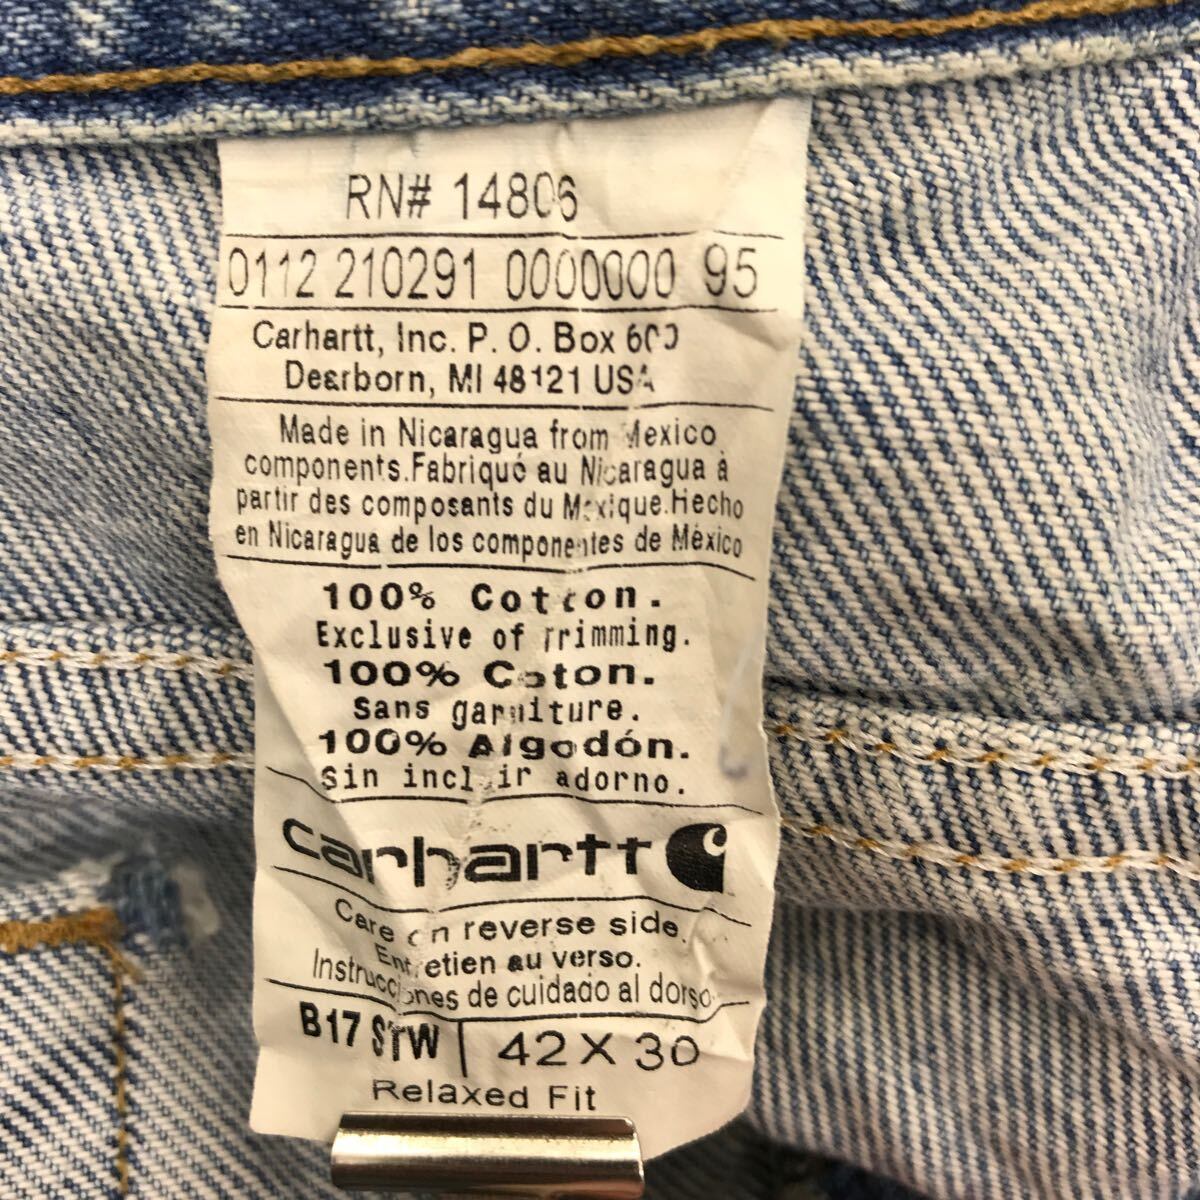 RN# 14806
0112 210291 0000000 95
Carhartt, Inc. P. O. Box 600
Dearborn, MI 48121 USA
Made in Nicaragua from Mexico
components.Fabriqué au Nicaragua à
partir des composants du Mexique.Hecho
en Nicaragua de los componentes de México
100% Cotton.
Exclusive of Trimming.
100% Coton.
Sans garniture.
100% Algodón.
Sin incluir adorno.
carhartt
Care on reverse side.
Entretien au verso.
Instrucciones de cuidado al dorso
B17 STW | 42 X 30
Relaxed Fit